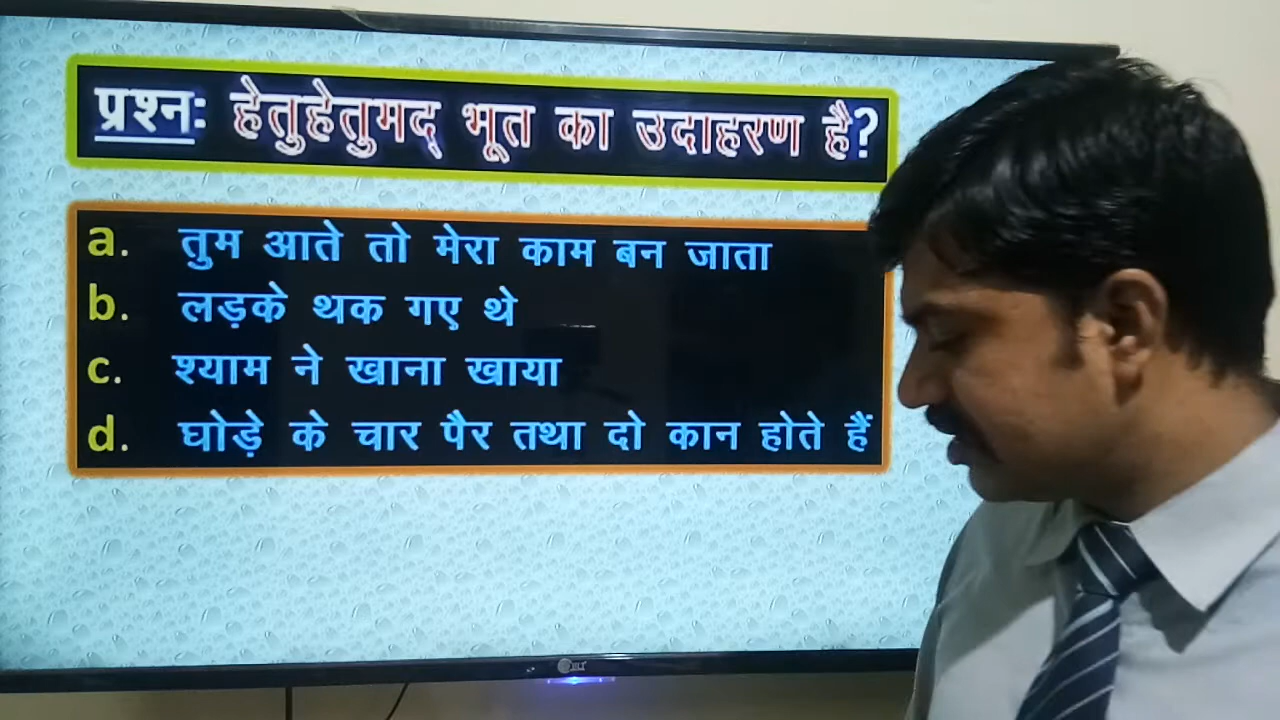 प्रश्नः हेतुहेतुमद् भूत का उदाहरण है?
a. तुम आते तो मेरा काम बन जाता
b. लड़के थक गए थे
c. श्याम ने खाना खाया
d. घोड़े के चार पैर तथा दो कान होते हैं